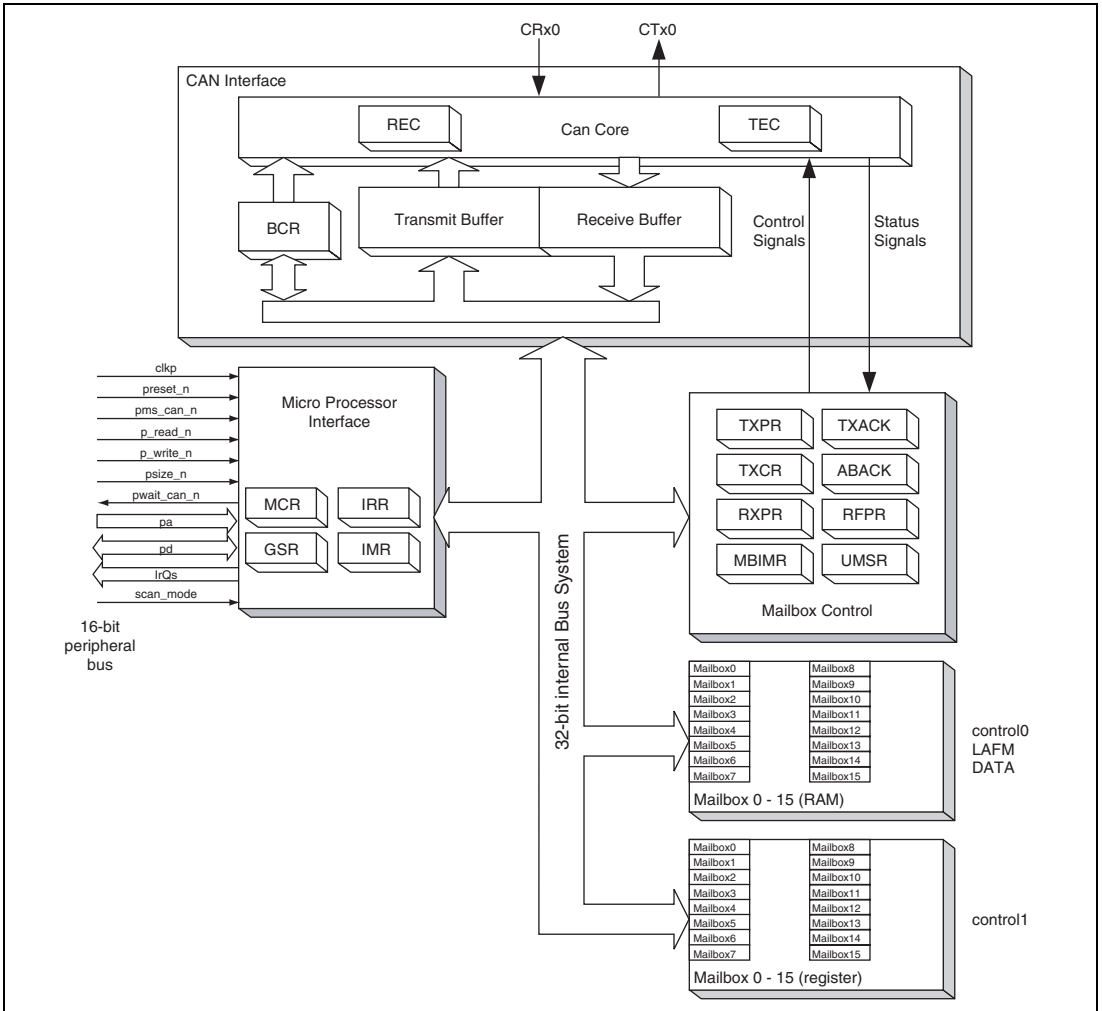 CRx0
CTx0
CAN Interface
REC
Can Core
TEC
BCR
Transmit Buffer
Receive Buffer
Control
Signals
Status
Signals
clkp
preset_n
pms_can_n
p_read_n
p_write_n
psize_n
pwait_can_n
pa
pd
IrQs
scan_mode
16-bit
peripheral
bus
Micro Processor
Interface
MCR
IRR
GSR
IMR
32-bit internal Bus System
TXPR
TXACK
TXCR
ABACK
RXPR
RFPR
MBIMR
UMSR
Mailbox Control
Mailbox0
Mailbox1
Mailbox2
Mailbox3
Mailbox4
Mailbox5
Mailbox6
Mailbox7
Mailbox8
Mailbox9
Mailbox10
Mailbox11
Mailbox12
Mailbox13
Mailbox14
Mailbox15
Mailbox 0 - 15 (RAM)
control0
LAFM
DATA
Mailbox0
Mailbox1
Mailbox2
Mailbox3
Mailbox4
Mailbox5
Mailbox6
Mailbox7
Mailbox8
Mailbox9
Mailbox10
Mailbox11
Mailbox12
Mailbox13
Mailbox14
Mailbox15
Mailbox 0 - 15 (register)
control1